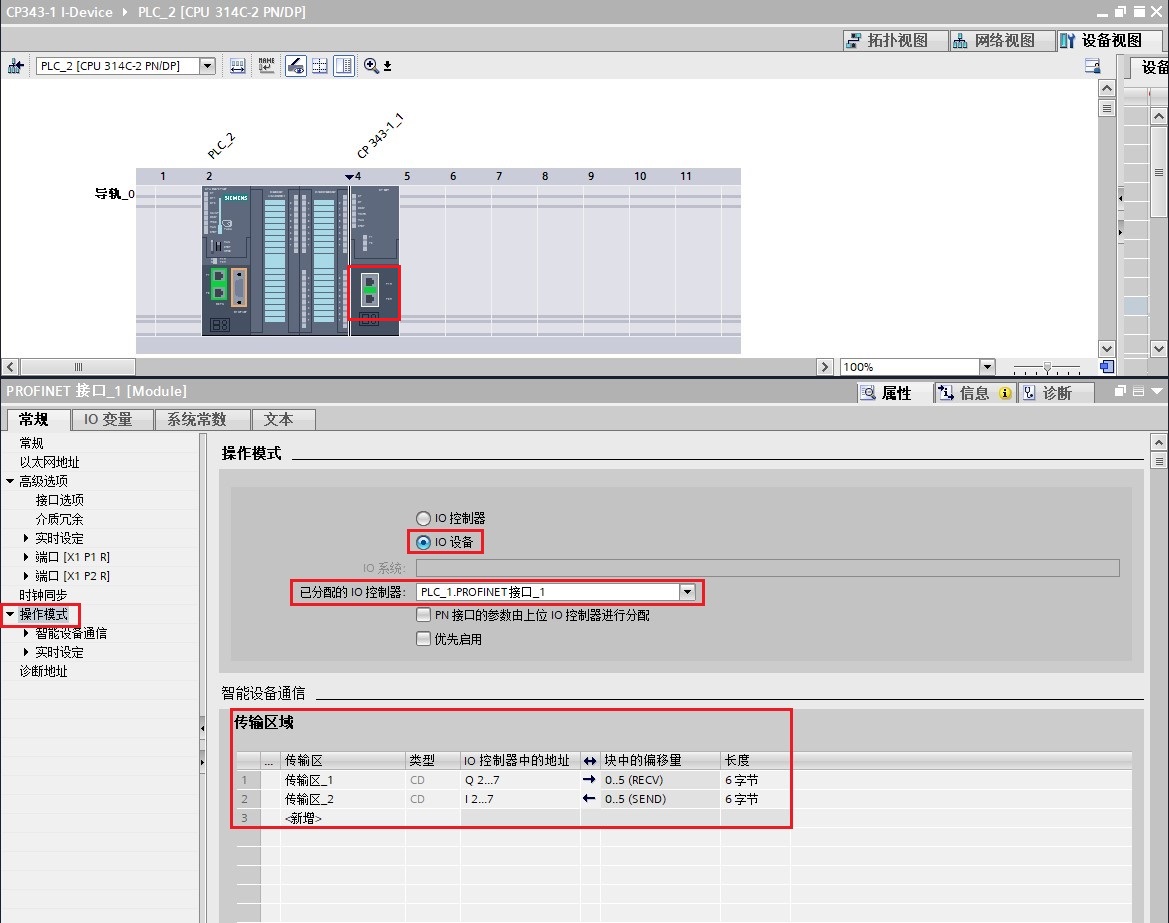 CP343-1 I-Device ▸ PLC_2 [CPU 314C-2 PN/DP]
拓扑视图 网络视图 设备视图
PLC_2 [CPU 314C-2 PN/DP]
设备
PLC_2
CP 343-1_1
1 2 4 5 6 7 8 9 10 11
导轨_0
SIEMENS
100%
PROFINET 接口_1 [Module]
属性 信息 诊断
常规 IO 变量 系统常数 文本
常规
以太网地址
高级选项
接口选项
介质冗余
实时设定
端口 [X1 P1 R]
端口 [X1 P2 R]
时钟同步
操作模式
智能设备通信
实时设定
诊断地址
操作模式
IO 控制器
IO 设备
IO 系统:
已分配的 IO 控制器: PLC_1.PROFINET接口_1
PN 接口的参数由上位 IO 控制器进行分配
优先启用
智能设备通信
传输区域
... 传输区 类型 IO 控制器中的地址 ↔ 块中的偏移量 长度
1 传输区_1 CD Q 2...7 → 0..5 (RECV) 6 字节
2 传输区_2 CD I 2...7 ← 0..5 (SEND) 6 字节
3 <新增>